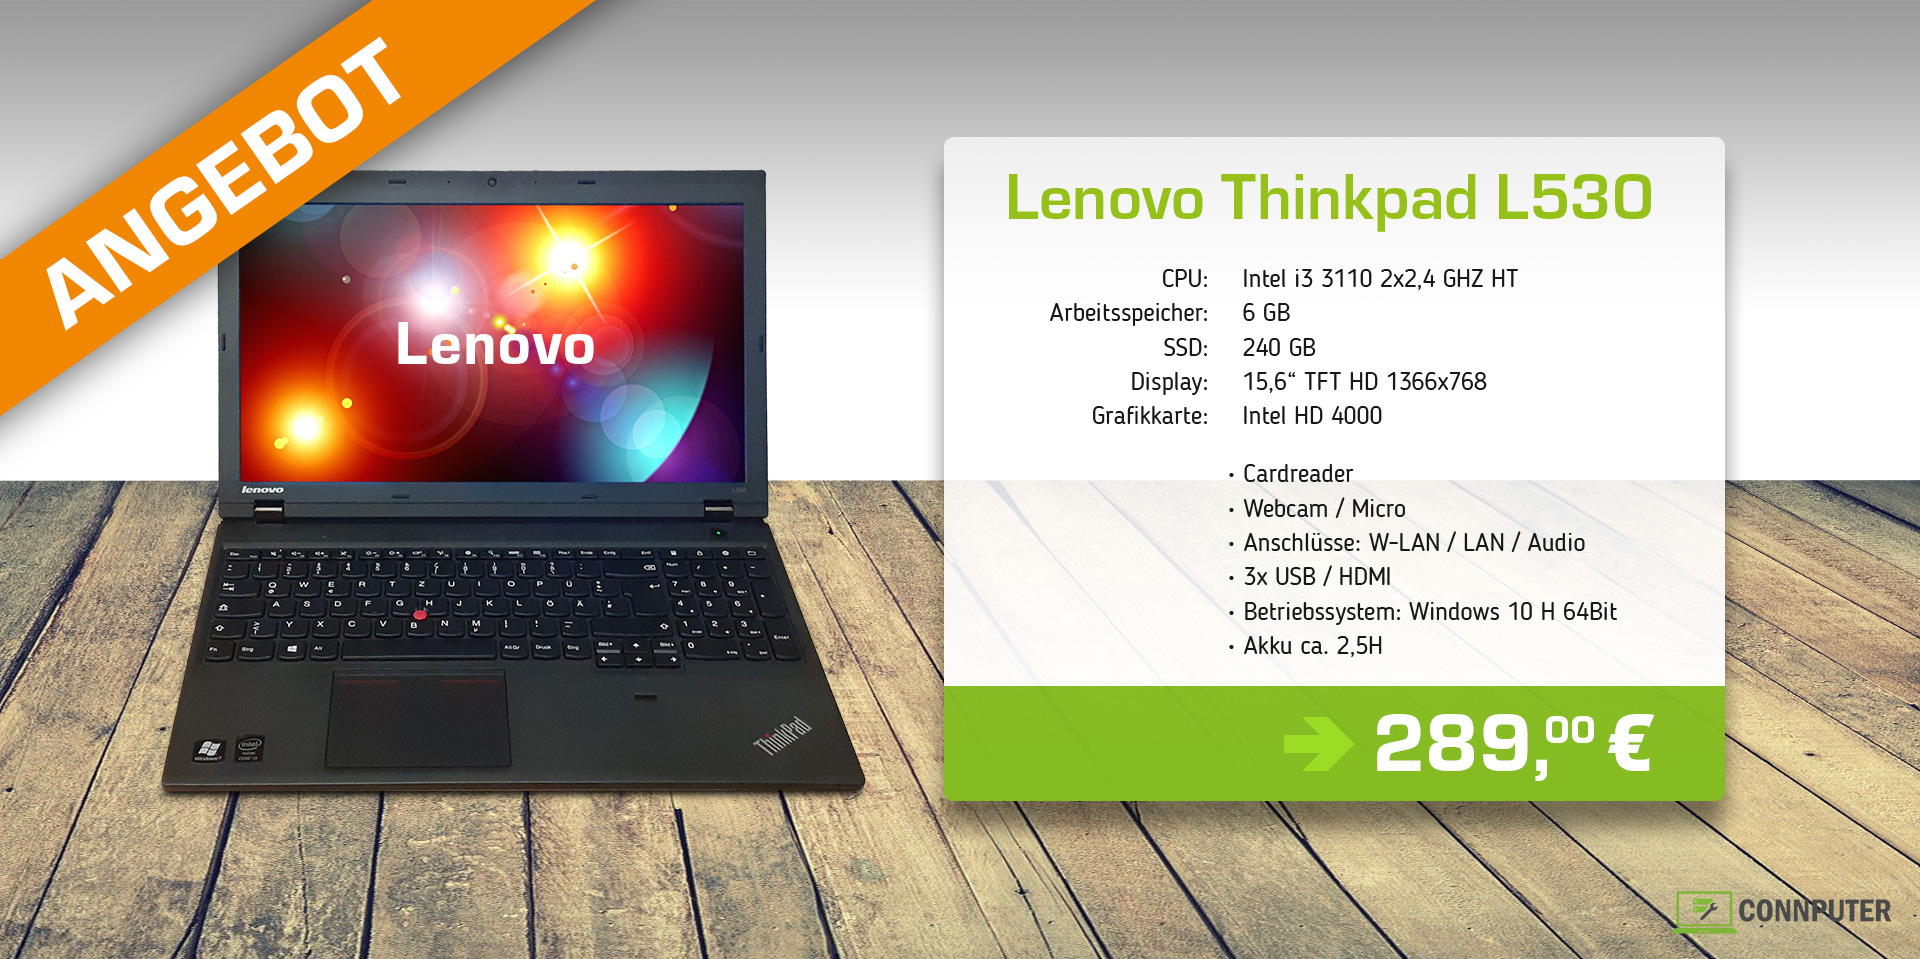 ANGEBOT
Lenovo
lenovo
ThinkPad
Lenovo Thinkpad L530
CPU: Intel i3 3110 2x2,4 GHZ HT
Arbeitsspeicher: 6 GB
SSD: 240 GB
Display: 15,6“ TFT HD 1366x768
Grafikkarte: Intel HD 4000
• Cardreader
• Webcam / Micro
• Anschlüsse: W-LAN / LAN / Audio
• 3x USB / HDMI
• Betriebssystem: Windows 10 H 64Bit
• Akku ca. 2,5H
289,00 €
CONNPUTER